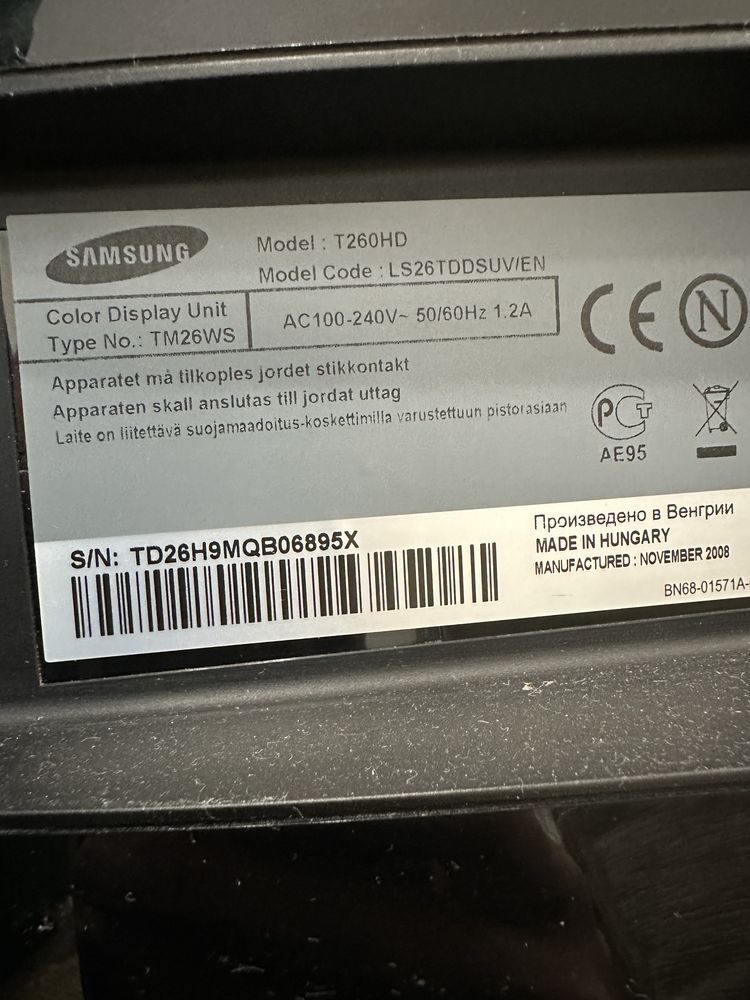 SAMSUNG
Model : T260HD
Model Code : LS26TDDSUV/EN
Color Display Unit
Type No.: TM26WS
AC100-240V~ 50/60Hz 1.2A
CE N
Apparatet må tilkoples jordet stikkontakt
Apparaten skall anslutas till jordat uttag
Laite on liitettävä suojamaadoitus-koskettimilla varustettuun pistorasiaan
PCT
AE95
S/N: TD26H9MQB06895X
Произведено в Венгрии
MADE IN HUNGARY
MANUFACTURED : NOVEMBER 2008
BN68-01571A-